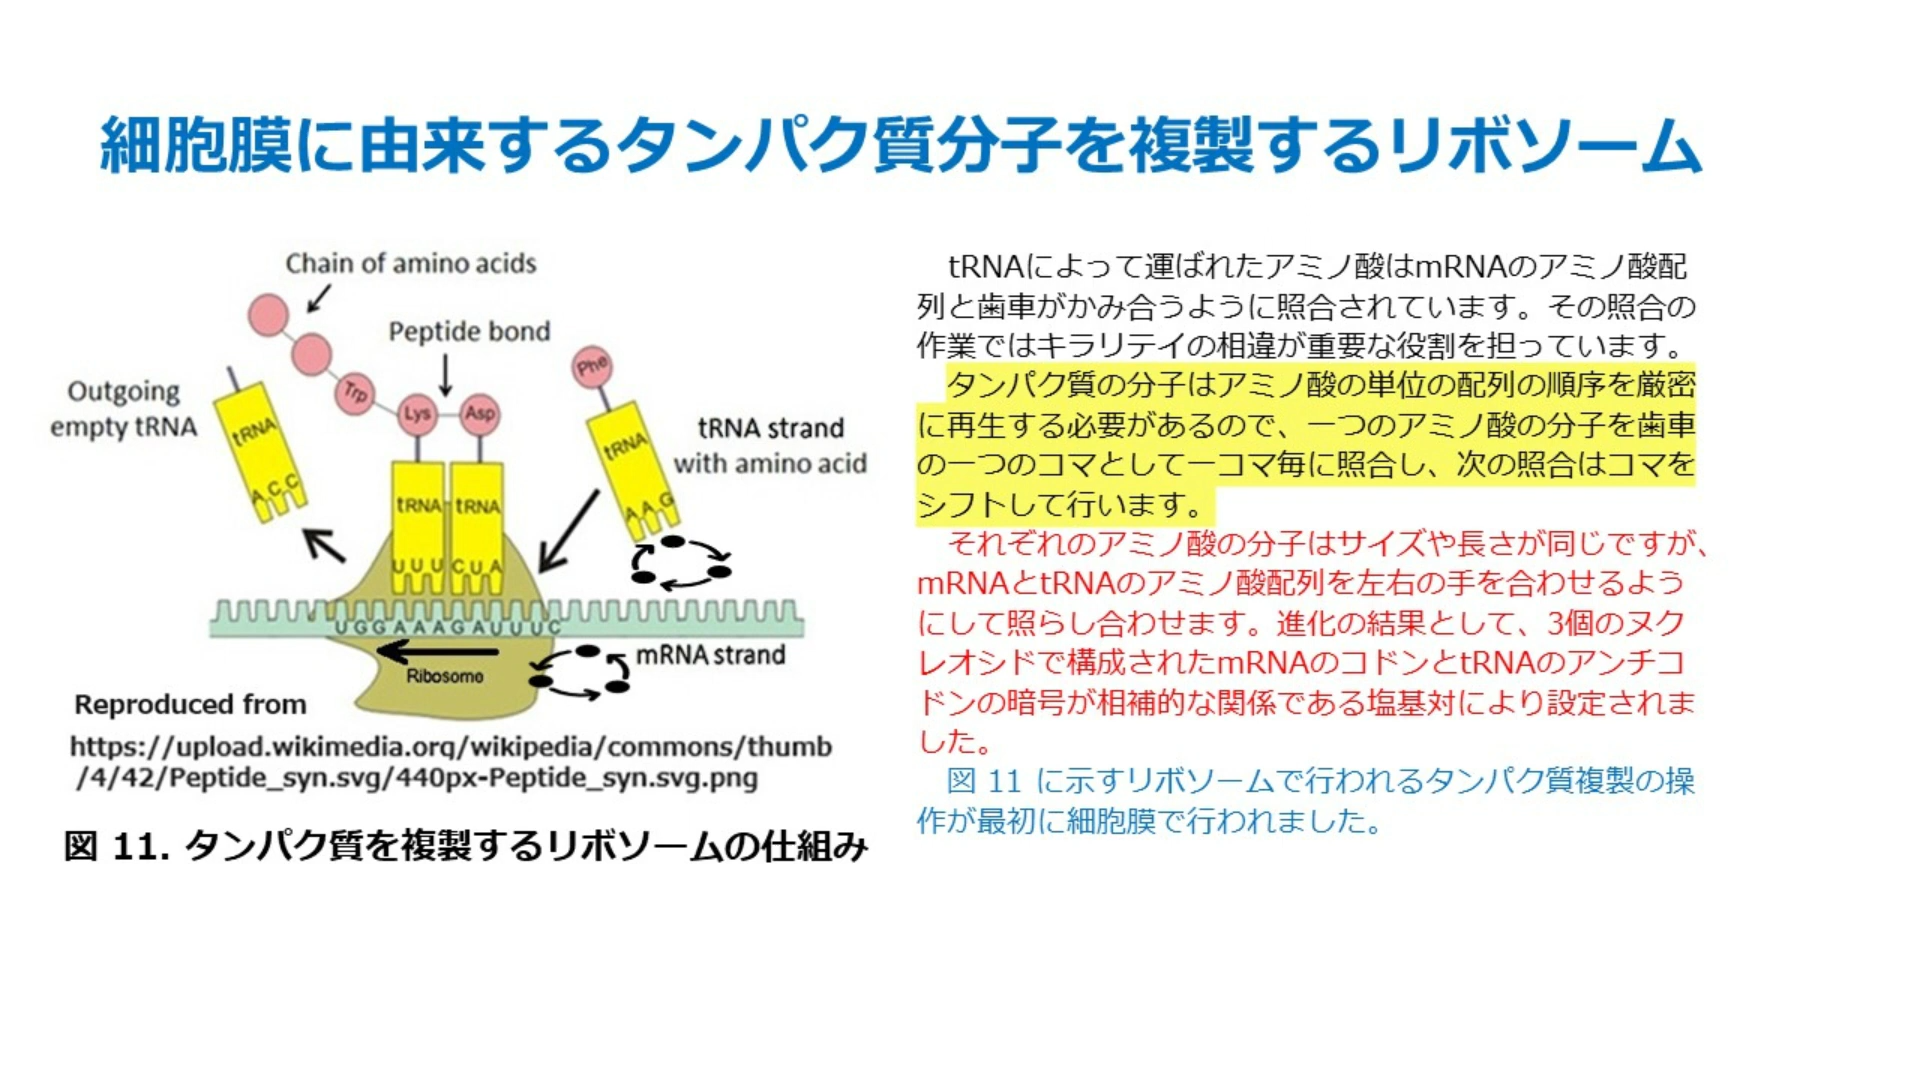 細胞膜に由来するタンパク質分子を複製するリボソーム
Chain of amino acids
Peptide bond
Outgoing
empty tRNA
Trp
Lys
Asp
Phe
tRNA
ACC
tRNA
tRNA
UUU
CUA
tRNA
AAG
tRNA strand
with amino acid
UGGAAAGAUUUC
mRNA strand
Ribosome
Reproduced from
https://upload.wikimedia.org/wikipedia/commons/thumb
/4/42/Peptide_syn.svg/440px-Peptide_syn.svg.png
図 11. タンパク質を複製するリボソームの仕組み
tRNAによって運ばれたアミノ酸はmRNAのアミノ酸配
列と歯車がかみ合うように照合されています。その照合の
作業ではキラリテイの相違が重要な役割を担っています。
タンパク質の分子はアミノ酸の単位の配列の順序を厳密
に再生する必要があるので、一つのアミノ酸の分子を歯車
の一つのコマとして一コマ毎に照合し、次の照合はコマを
シフトして行います。
それぞれのアミノ酸の分子はサイズや長さが同じですが、
mRNAとtRNAのアミノ酸配列を左右の手を合わせるよう
にして照らし合わせます。進化の結果として、3個のヌク
レオシドで構成されたmRNAのコドンとtRNAのアンチコ
ドンの暗号が相補的な関係である塩基対により設定されま
した。
図 11 に示すリボソームで行われるタンパク質複製の操
作が最初に細胞膜で行われました。